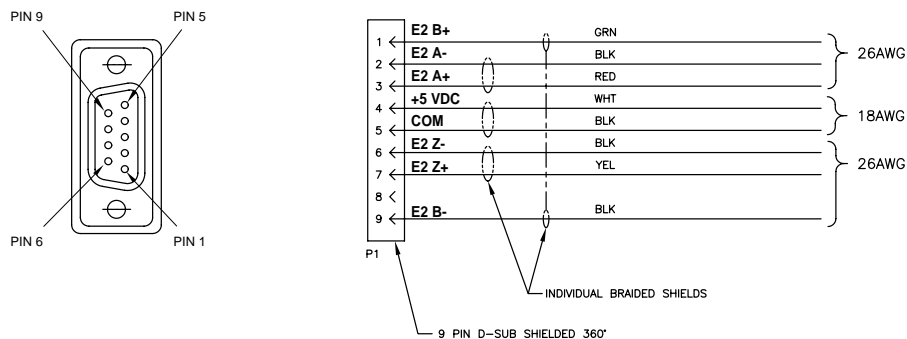 PIN 9
PIN 5
PIN 6
PIN 1
1 E2 B+ GRN
2 E2 A- BLK
3 E2 A+ RED
26AWG
4 +5 VDC WHT
5 COM BLK
18AWG
6 E2 Z- BLK
7 E2 Z+ YEL
8
9 E2 B- BLK
26AWG
P1
INDIVIDUAL BRAIDED SHIELDS
9 PIN D-SUB SHIELDED 360°